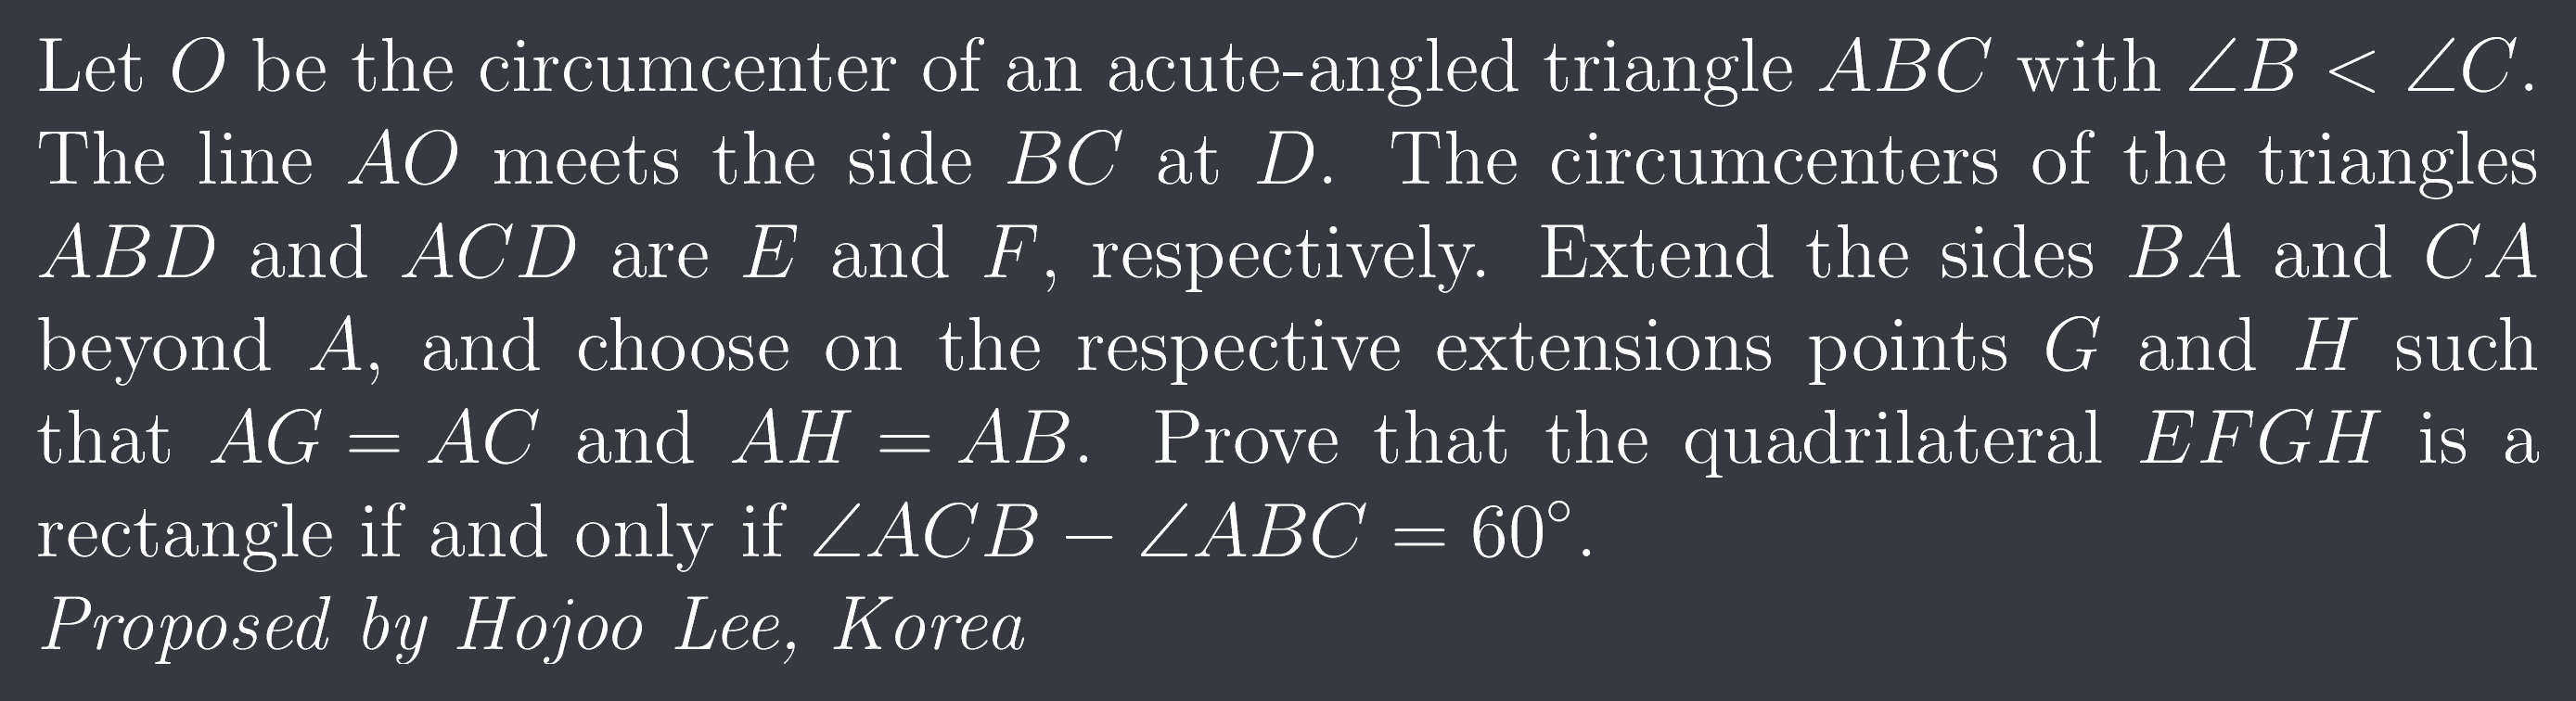 Let O be the circumcenter of an acute-angled triangle ABC with ∠B < ∠C.
The line AO meets the side BC at D. The circumcenters of the triangles
ABD and ACD are E and F, respectively. Extend the sides BA and CA
beyond A, and choose on the respective extensions points G and H such
that AG = AC and AH = AB. Prove that the quadrilateral EFGH is a
rectangle if and only if ∠ACB − ∠ABC = 60°.
Proposed by Hojoo Lee, Korea